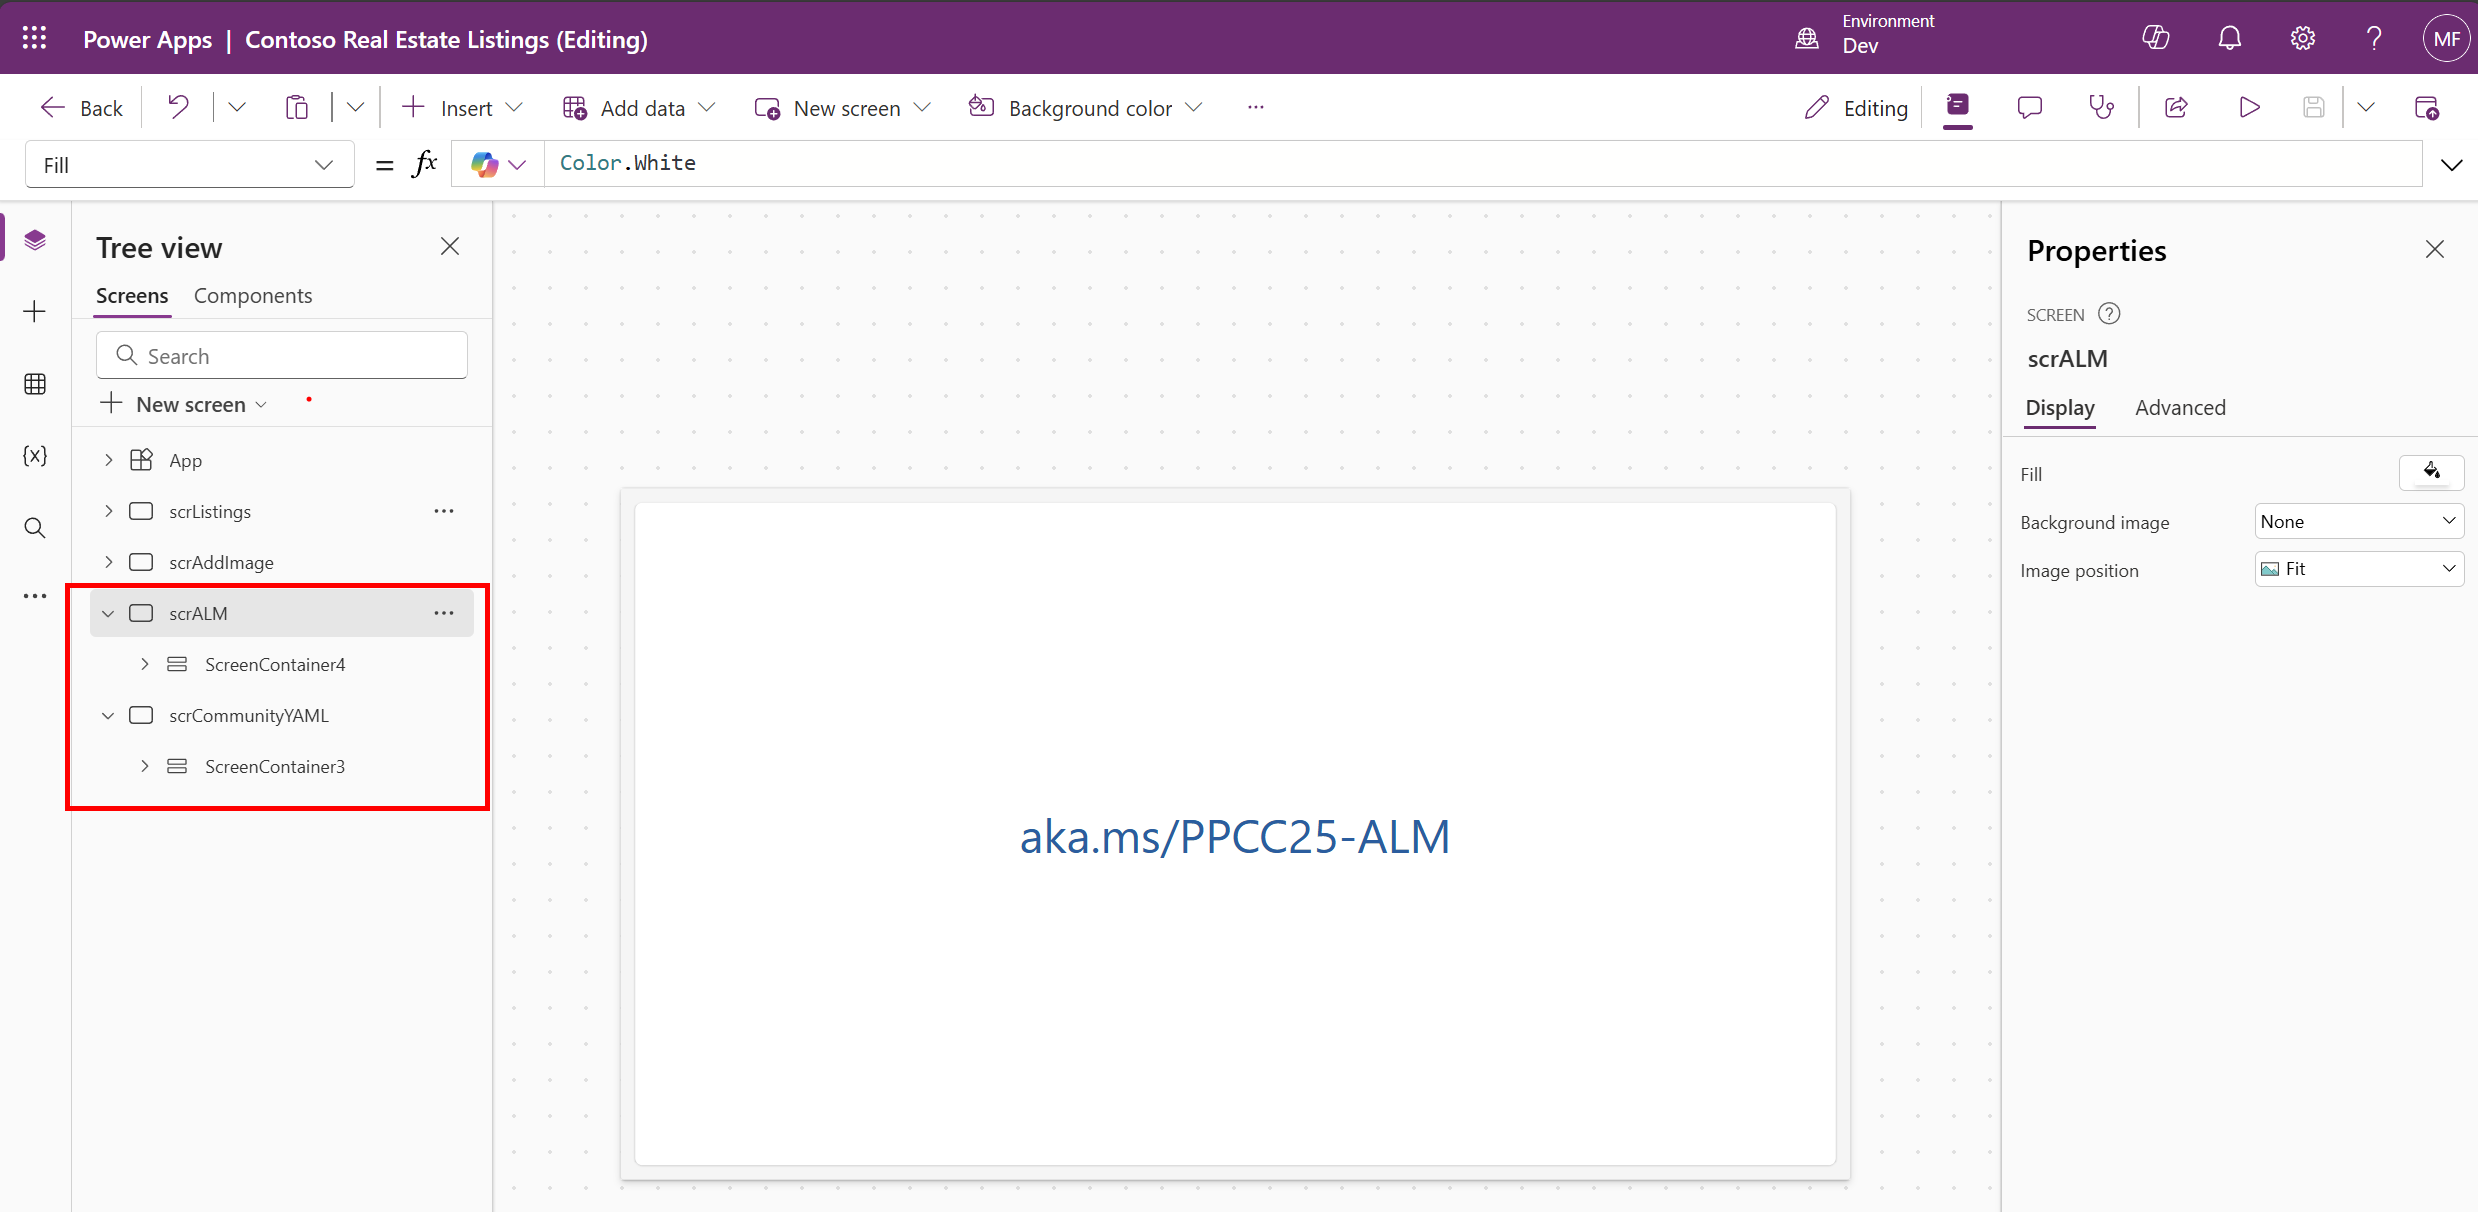 Power Apps | Contoso Real Estate Listings (Editing)
Environment
Dev
MF
Back
Insert
Add data
New screen
Background color
Editing
Fill
= fx
Color.White
Tree view
Screens
Components
Search
New screen
App
scrListings
scrAddImage
scrALM
ScreenContainer4
scrCommunityYAML
ScreenContainer3
aka.ms/PPCC25-ALM
Properties
SCREEN
scrALM
Display
Advanced
Fill
Background image
None
Image position
Fit